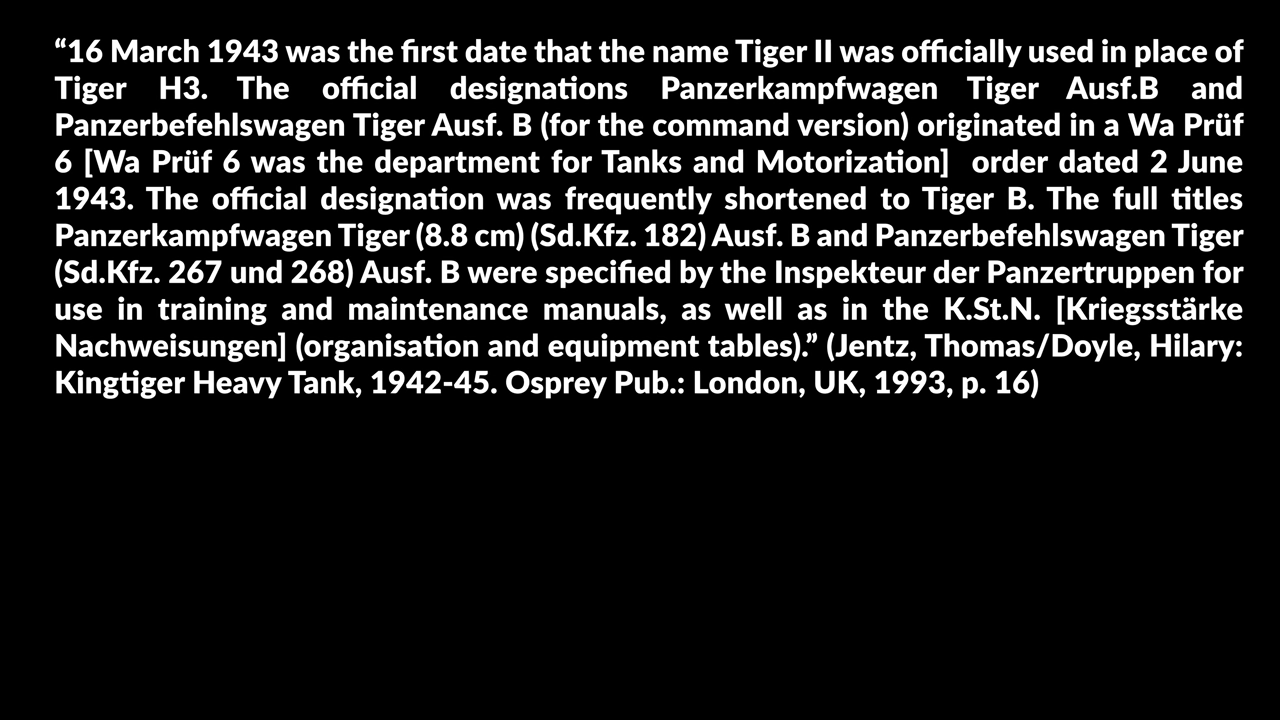 “16 March 1943 was the first date that the name Tiger II was officially used in place of
Tiger H3. The official designations Panzerkampfwagen Tiger Ausf.B and
Panzerbefehlswagen Tiger Ausf. B (for the command version) originated in a Wa Prüf
6 [Wa Prüf 6 was the department for Tanks and Motorization] order dated 2 June
1943. The official designation was frequently shortened to Tiger B. The full titles
Panzerkampfwagen Tiger (8.8 cm) (Sd.Kfz. 182) Ausf. B and Panzerbefehlswagen Tiger
(Sd.Kfz. 267 und 268) Ausf. B were specified by the Inspekteur der Panzertruppen for
use in training and maintenance manuals, as well as in the K.St.N. [Kriegsstärke
Nachweisungen] (organisation and equipment tables).” (Jentz, Thomas/Doyle, Hilary:
Kingtiger Heavy Tank, 1942-45. Osprey Pub.: London, UK, 1993, p. 16)